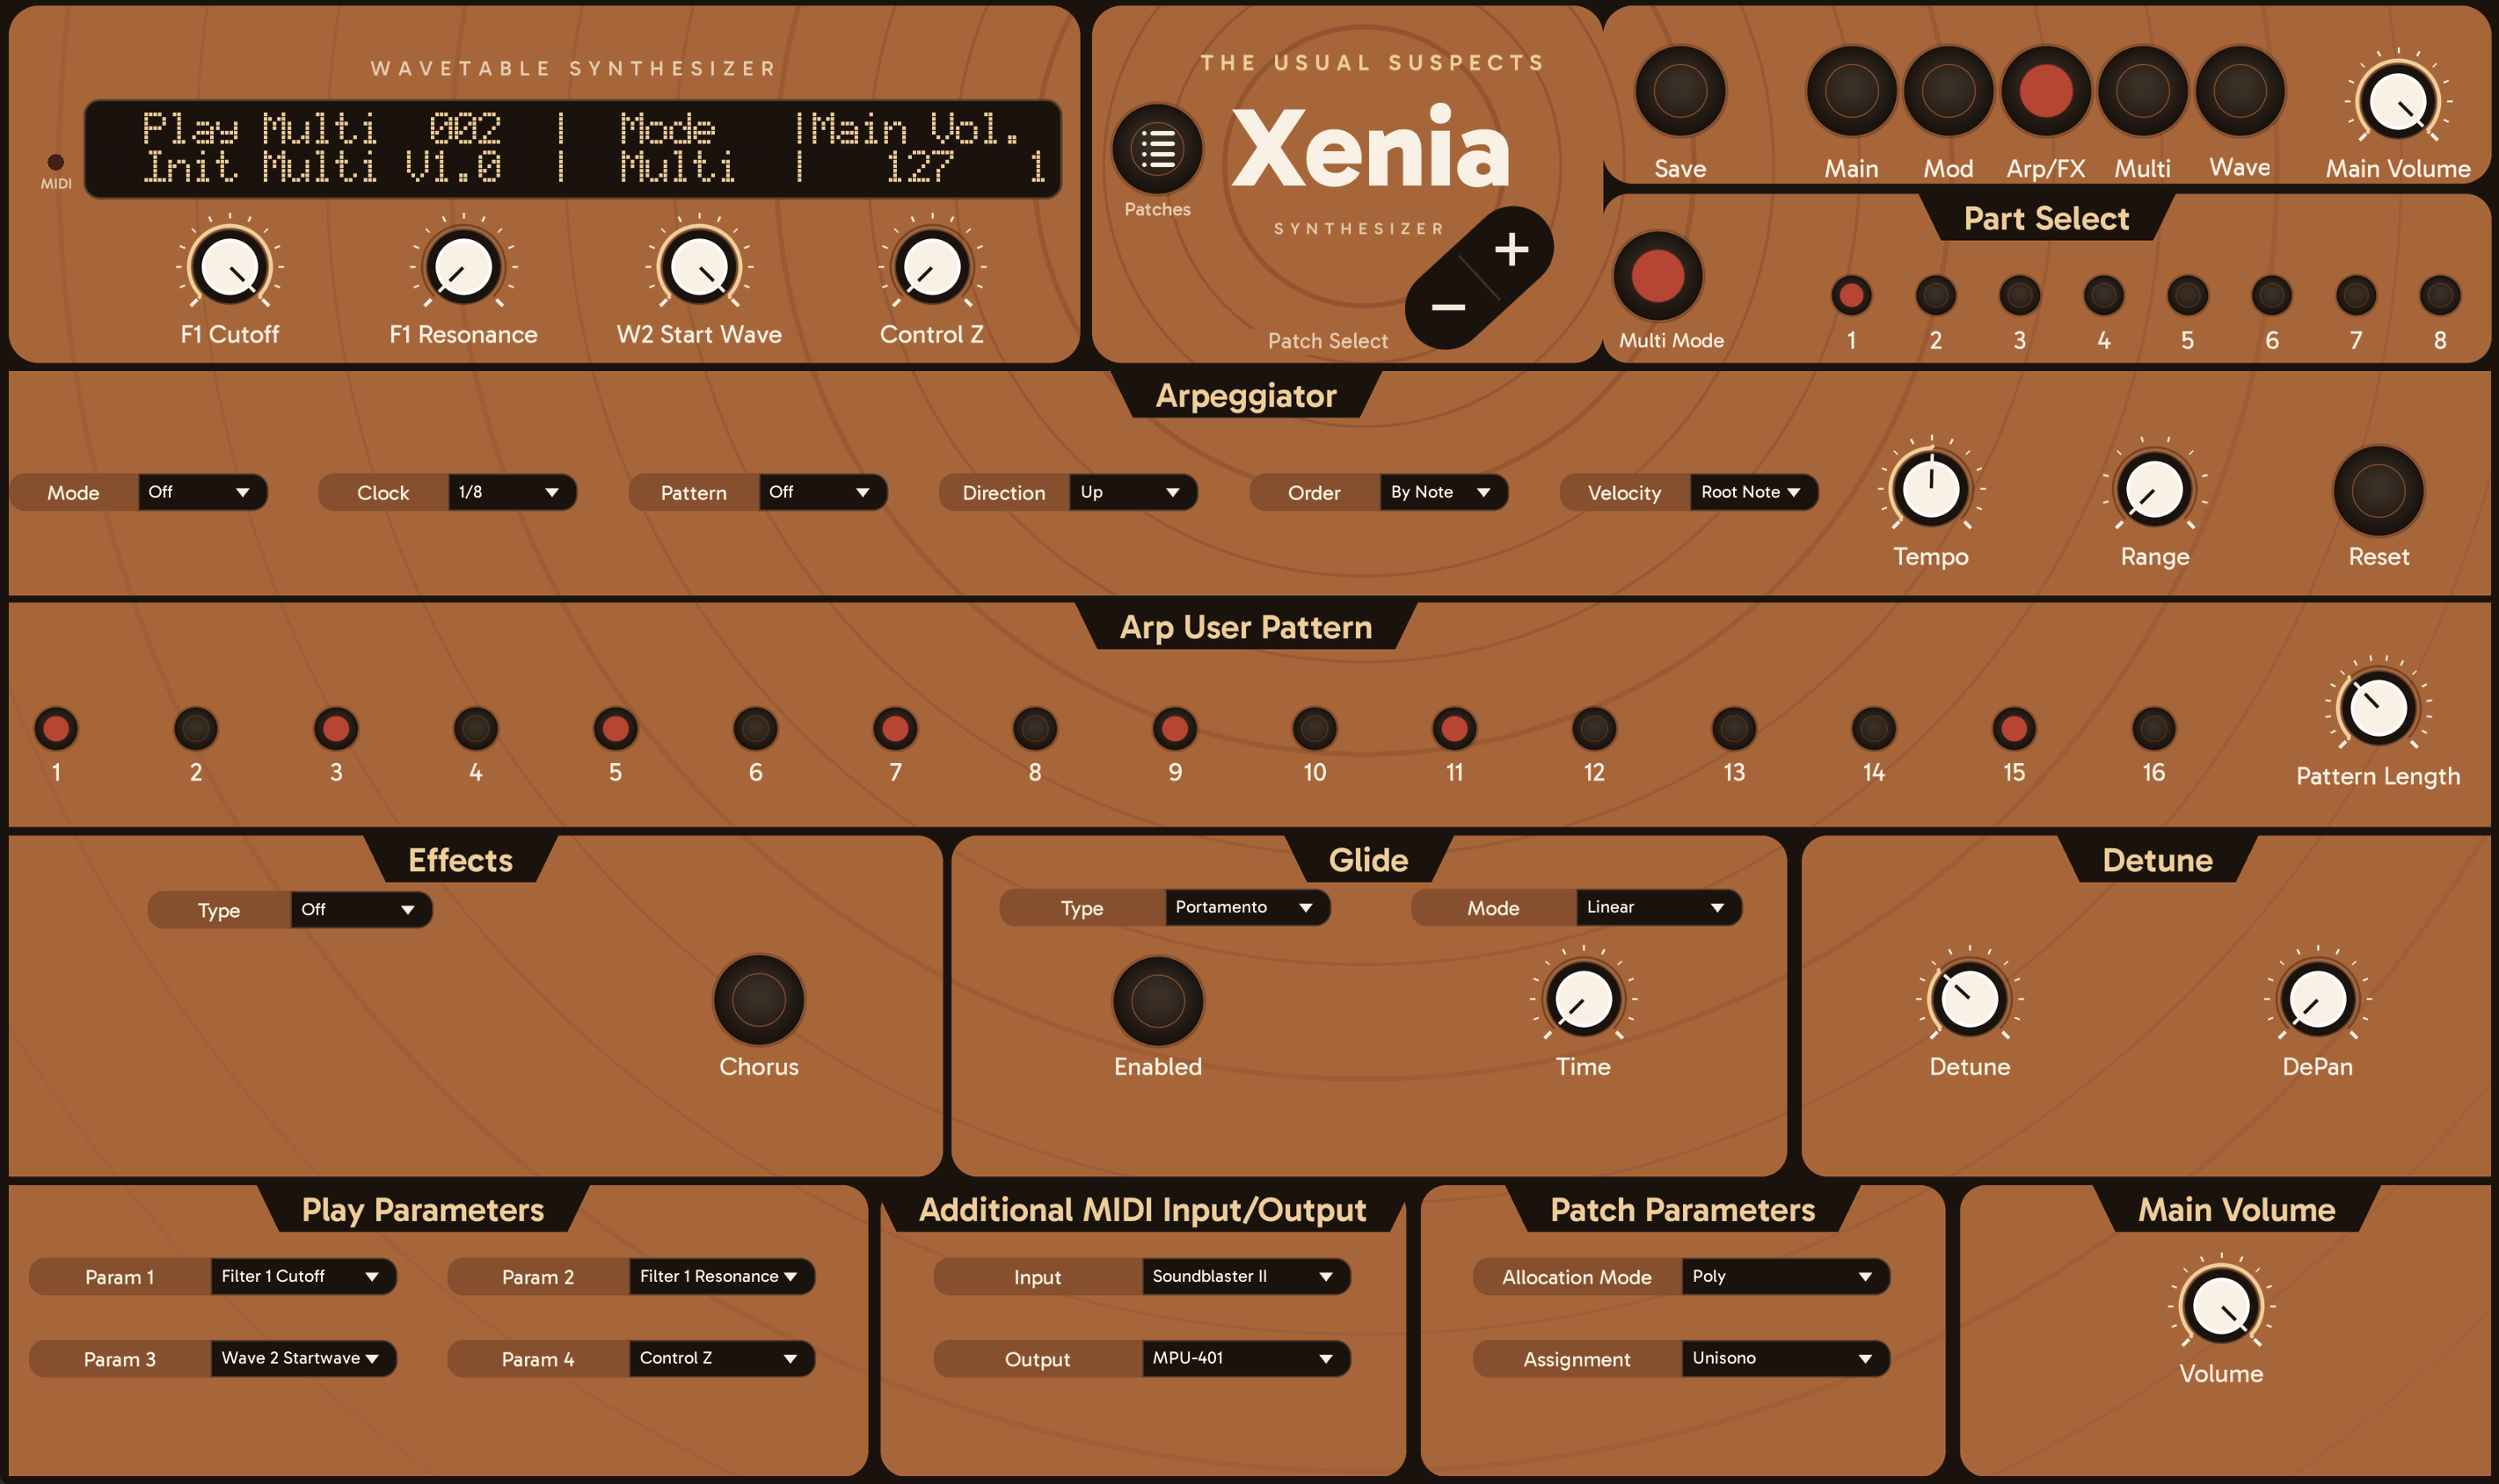 WAVETABLE SYNTHESIZER
Play Multi 002 | Mode |Main Vol.
Init Multi V1.0 | Multi | 127 1
MIDI
F1 Cutoff F1 Resonance W2 Start Wave Control Z
THE USUAL SUSPECTS
Xenia
SYNTHESIZER
Patches
+
−
Patch Select
Save Main Mod Arp/FX Multi Wave Main Volume
Part Select
Multi Mode 1 2 3 4 5 6 7 8
Arpeggiator
Mode Off Clock 1/8 Pattern Off Direction Up Order By Note Velocity Root Note
Tempo Range Reset
Arp User Pattern
1 2 3 4 5 6 7 8 9 10 11 12 13 14 15 16 Pattern Length
Effects
Type Off
Chorus
Glide
Type Portamento Mode Linear
Enabled Time
Detune
Detune DePan
Play Parameters
Param 1 Filter 1 Cutoff Param 2 Filter 1 Resonance
Param 3 Wave 2 Startwave Param 4 Control Z
Additional MIDI Input/Output
Input Soundblaster II
Output MPU-401
Patch Parameters
Allocation Mode Poly
Assignment Unisono
Main Volume
Volume